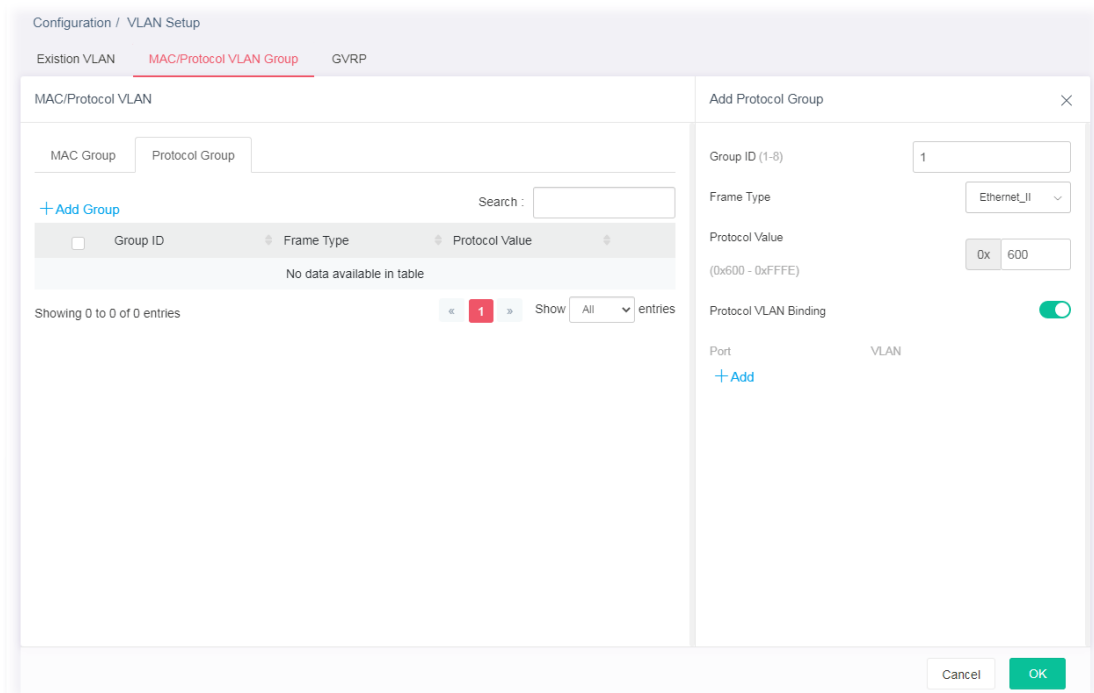 Configuration / VLAN Setup
Existion VLAN MAC/Protocol VLAN Group GVRP
MAC/Protocol VLAN
MAC Group Protocol Group
+Add Group Search :
Group ID Frame Type Protocol Value
No data available in table
Showing 0 to 0 of 0 entries « 1 » Show All entries
Add Protocol Group
Group ID (1-8) 1
Frame Type Ethernet_II
Protocol Value
(0x600 - 0xFFFE) 0x 600
Protocol VLAN Binding
Port VLAN
+Add
Cancel OK